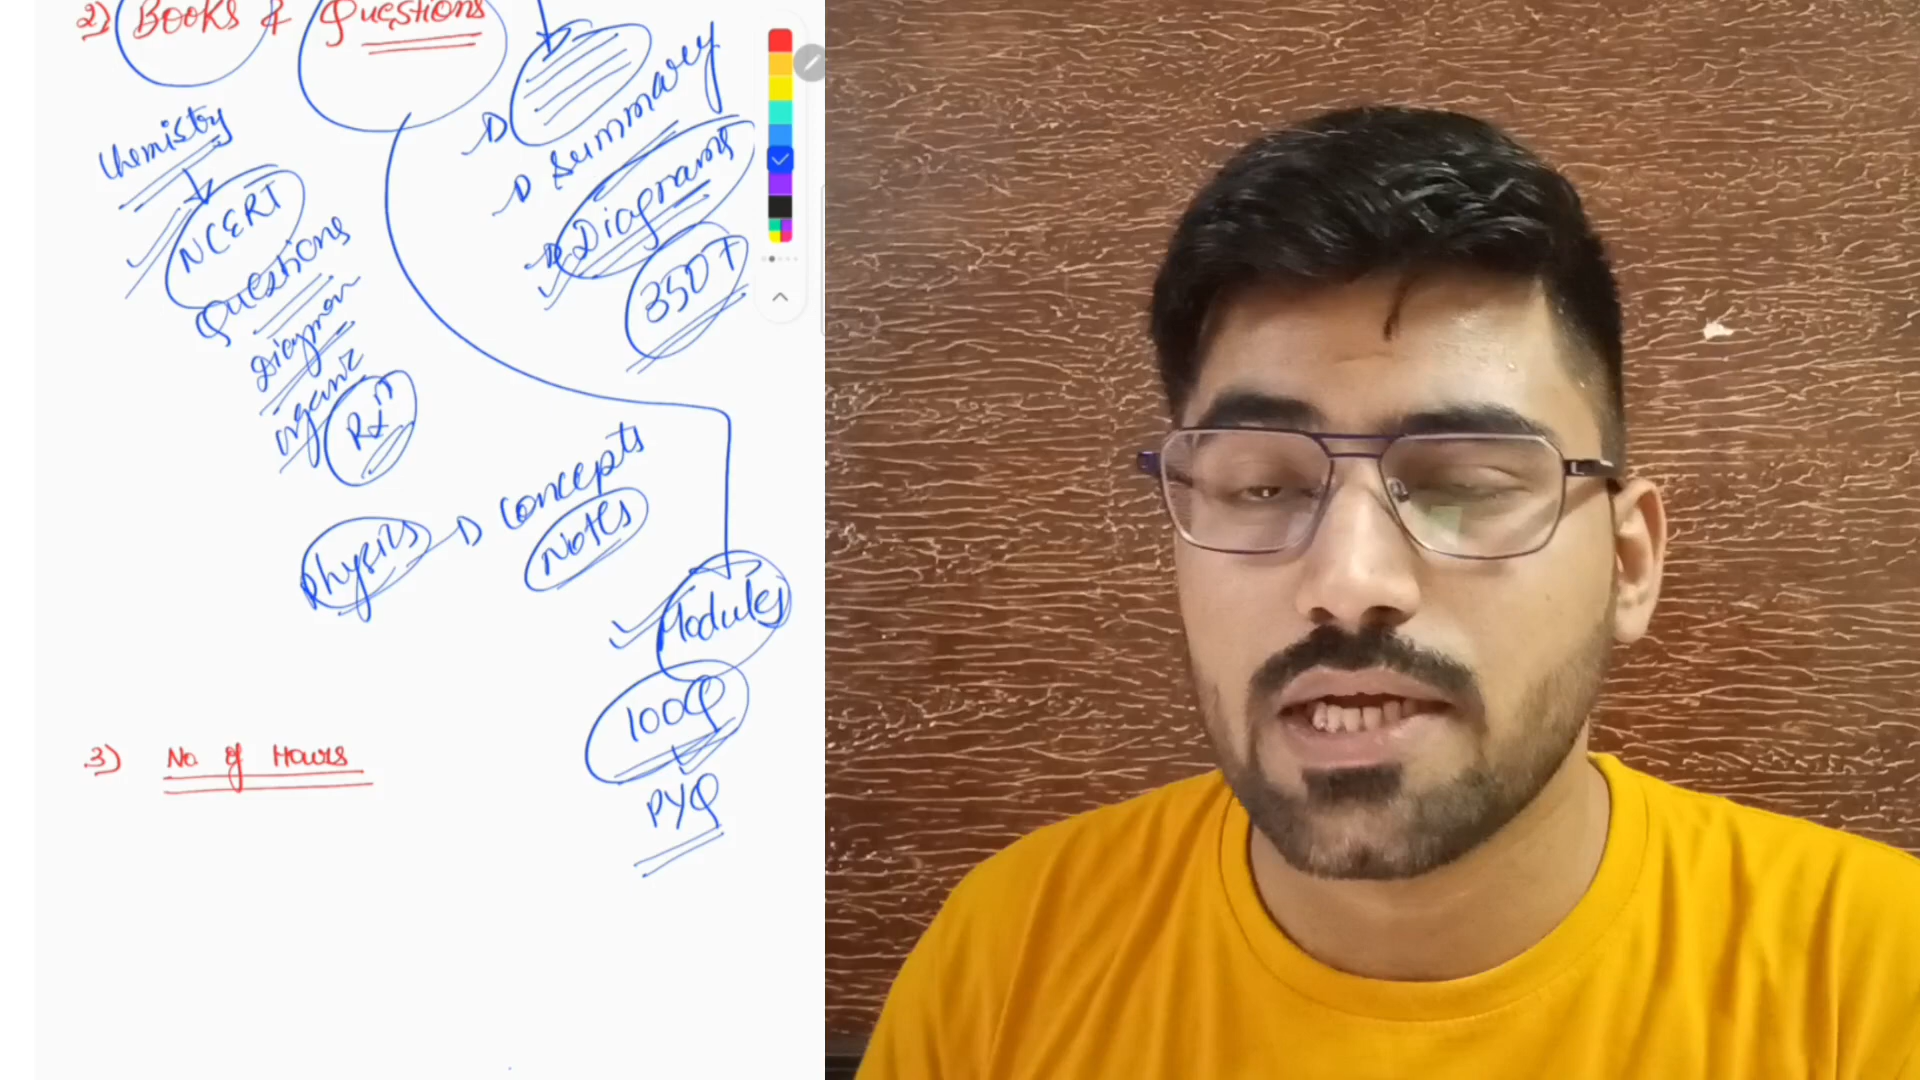 2) Books & Questions
Chemistry
NCERT
Questions
Diagram
organic
Rxn
Summary
Diagrams
350+
Physics
Concepts
Notes
Modules
100Q
PYQ
3) No. of Hours